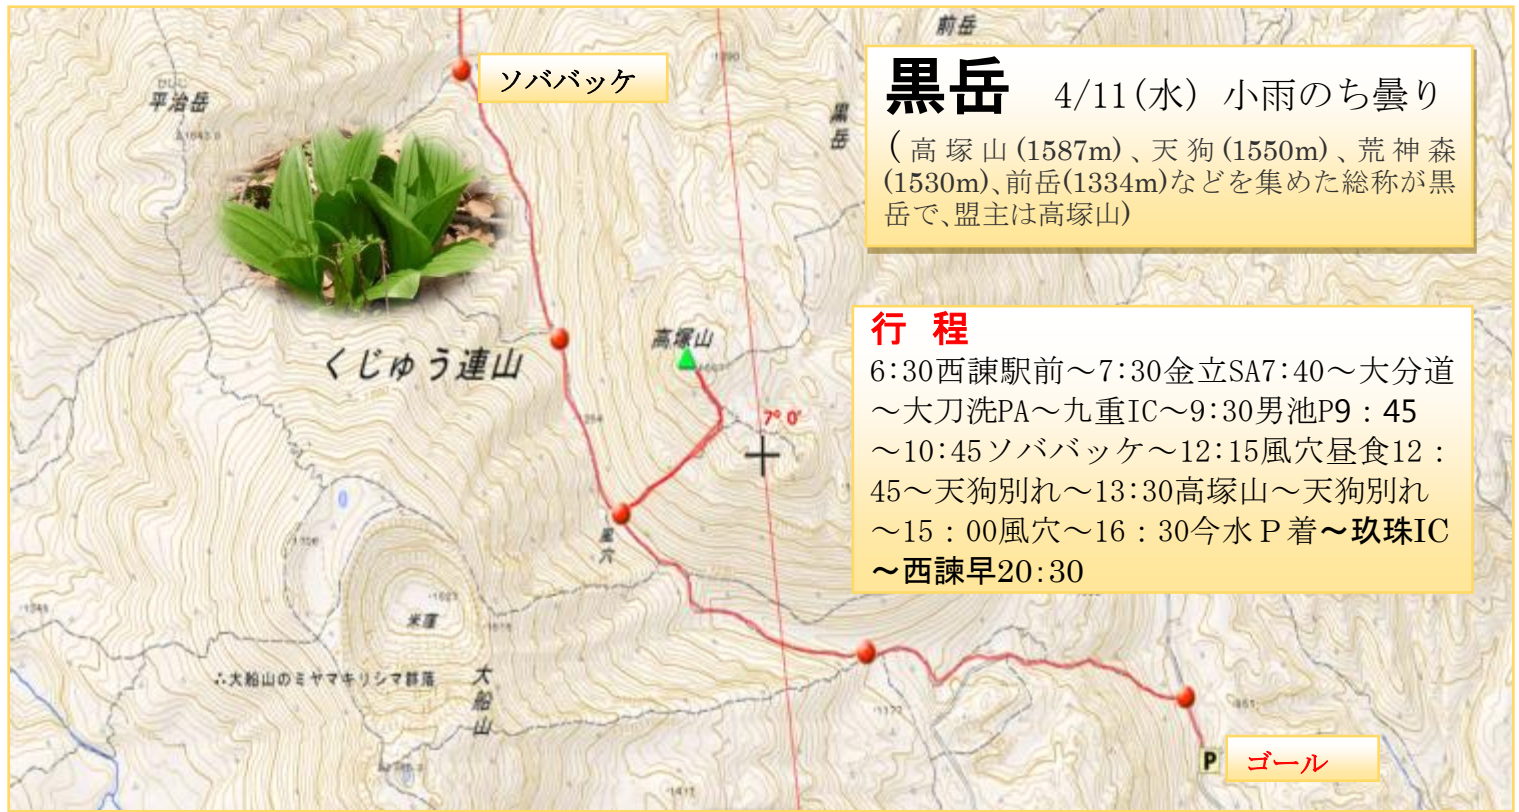 前岳
ソババッケ
ひいじ
平治岳
黒岳
黒岳 4/11(水) 小雨のち曇り
(高塚山(1587m)、天狗(1550m)、荒神森
(1530m)、前岳(1334m)などを集めた総称が黒
岳で、盟主は高塚山)
くじゅう連山
高塚山
7° 0′
行 程
6:30西諫駅前～7:30金立SA7:40～大分道
～大刀洗PA～九重IC～9:30男池P9：45
～10:45ソババッケ～12:15風穴昼食12：
45～天狗別れ～13:30高塚山～天狗別れ
～15：00風穴～16：30今水Ｐ着～玖珠IC
～西諫早20:30
風穴
米窪
∴大船山のミヤマキリシマ群落
大船山
P
ゴール